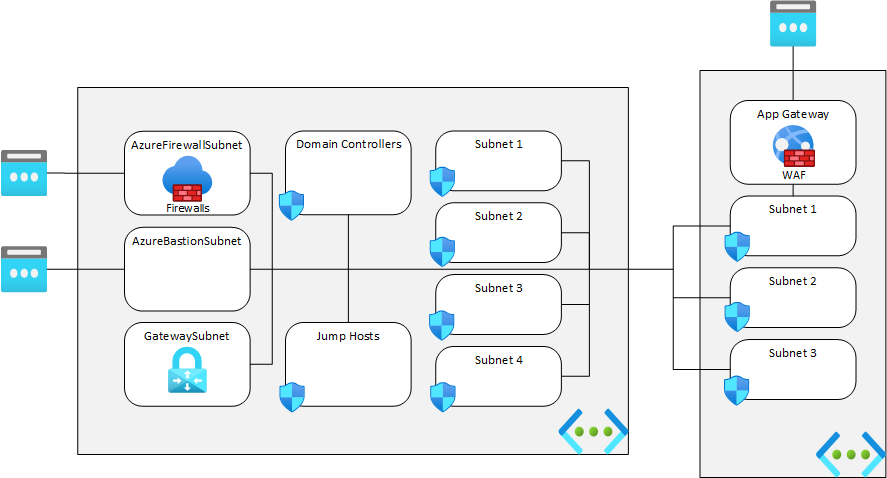 AzureFirewallSubnet
Firewalls
AzureBastionSubnet
GatewaySubnet
Domain Controllers
Jump Hosts
Subnet 1
Subnet 2
Subnet 3
Subnet 4
App Gateway
WAF
Subnet 1
Subnet 2
Subnet 3